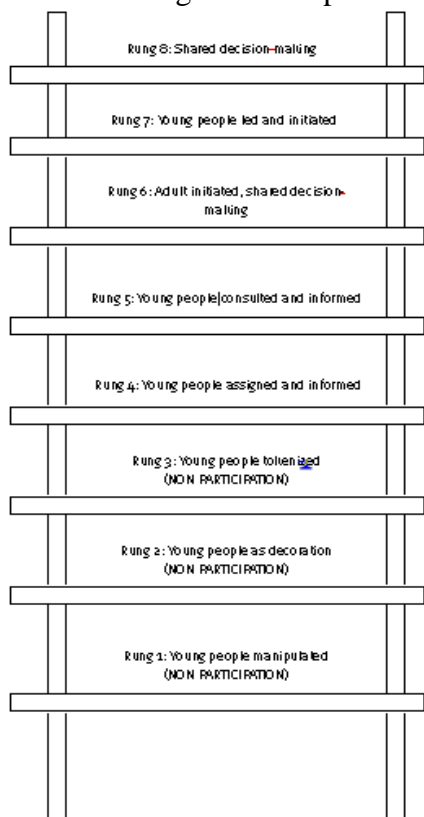 Rung 8: Shared decision-making
Rung 7: Young people led and initiated
Rung 6: Adult initiated, shared decision-
making
Rung 5: Young people consulted and informed
Rung 4: Young people assigned and informed
Rung 3: Young people tokenized
(NON PARTICIPATION)
Rung 2: Young people as decoration
(NON PARTICIPATION)
Rung 1: Young people manipulated
(NON PARTICIPATION)